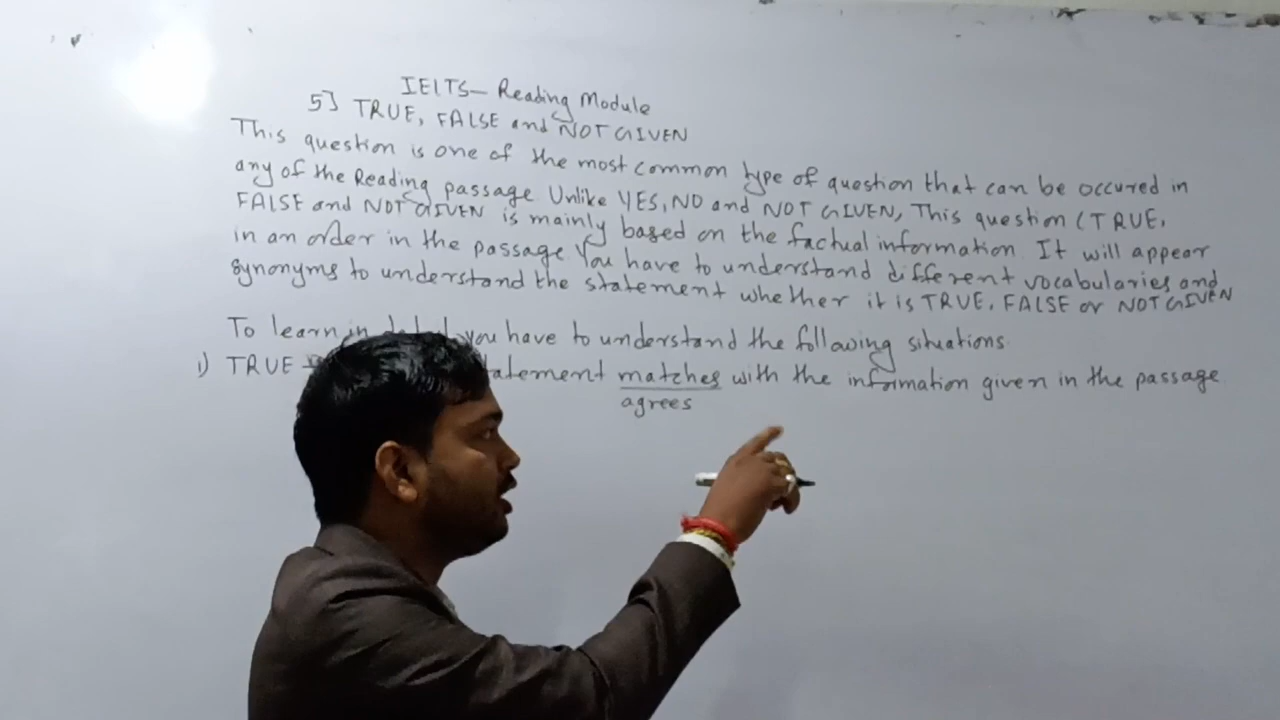 IELTS- Reading Module
5] TRUE, FALSE and NOT GIVEN
This question is one of the most common type of question that can be occured in
any of the Reading passage Unlike YES, NO and NOT GIVEN, This question (TRUE,
FALSE and NOT GIVEN is mainly based on the factual information It will appear
in an order in the passage You have to understand different vocabularies and
synonyms to understand the statement whether it is TRUE, FALSE or NOT GIVEN
To learn in you have to understand the following situations
1) TRUE matches with the information given in the passage
agrees